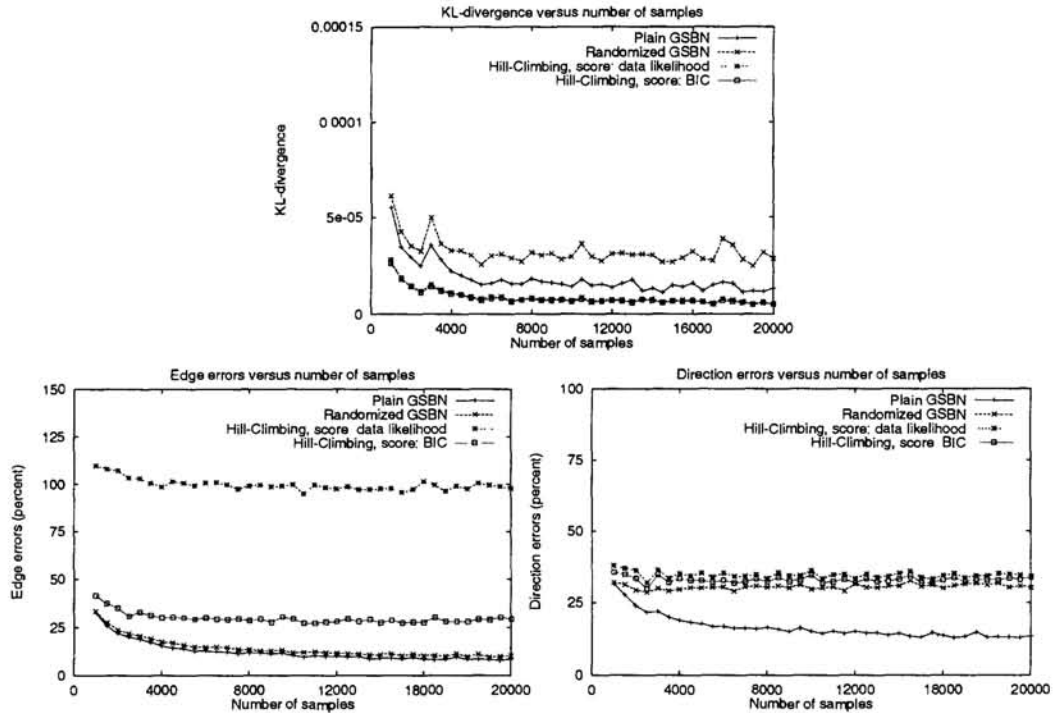 KL-divergence versus number of samples
0.00015
0 0001
5e-05
0
KL-divergence
Plain GSBN
Randomized GSBN
Hill-Climbing, score: data likelihood
Hill-Climbing, score: BIC
0 4000 8000 12000 16000 20000
Number of samples
Edge errors versus number of samples
150
125
100
75
50
25
0
Edge errors (percent)
Plain GSBN
Randomized GSBN
Hill-Climbing, score data likelihood
Hill-Climbing, score: BIC
0 4000 8000 12000 16000 20000
Number of samples
Direction errors versus number of samples
100
75
50
25
0
Direction errors (percent)
Plain GSBN
Randomized GSBN
Hill-Climbing, score: data likelihood
Hill-Climbing, score BIC
0 4000 8000 12000 16000 20000
Number of samples